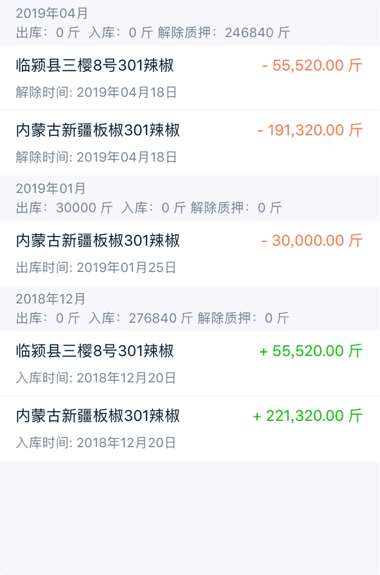 2019年04月
出库：0 斤 入库：0 斤 解除质押：246840 斤
临颍县三樱8号301辣椒 - 55,520.00 斤
解除时间: 2019年04月18日
内蒙古新疆板椒301辣椒 - 191,320.00 斤
解除时间: 2019年04月18日
2019年01月
出库：30000 斤 入库：0 斤 解除质押：0 斤
内蒙古新疆板椒301辣椒 - 30,000.00 斤
出库时间: 2019年01月25日
2018年12月
出库：0 斤 入库：276840 斤 解除质押：0 斤
临颍县三樱8号301辣椒 + 55,520.00 斤
入库时间: 2018年12月20日
内蒙古新疆板椒301辣椒 + 221,320.00 斤
入库时间: 2018年12月20日